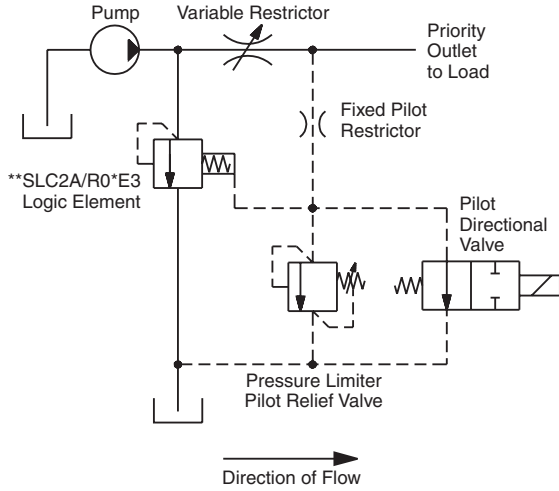 Pump
Variable Restrictor
Priority
Outlet
to Load
Fixed Pilot
Restrictor
**SLC2A/R0*E3
Logic Element
Pilot
Directional
Valve
Pressure Limiter
Pilot Relief Valve
Direction of Flow